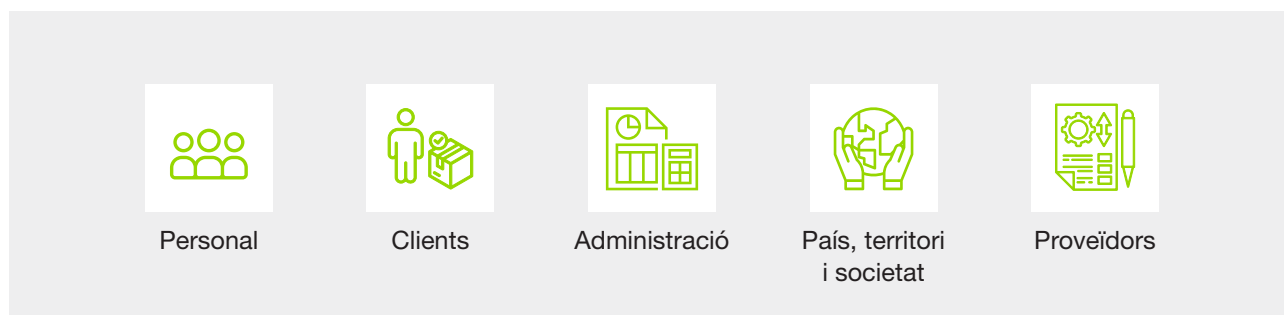 Personal
Clients
Administració
País, territori
i societat
Proveïdors